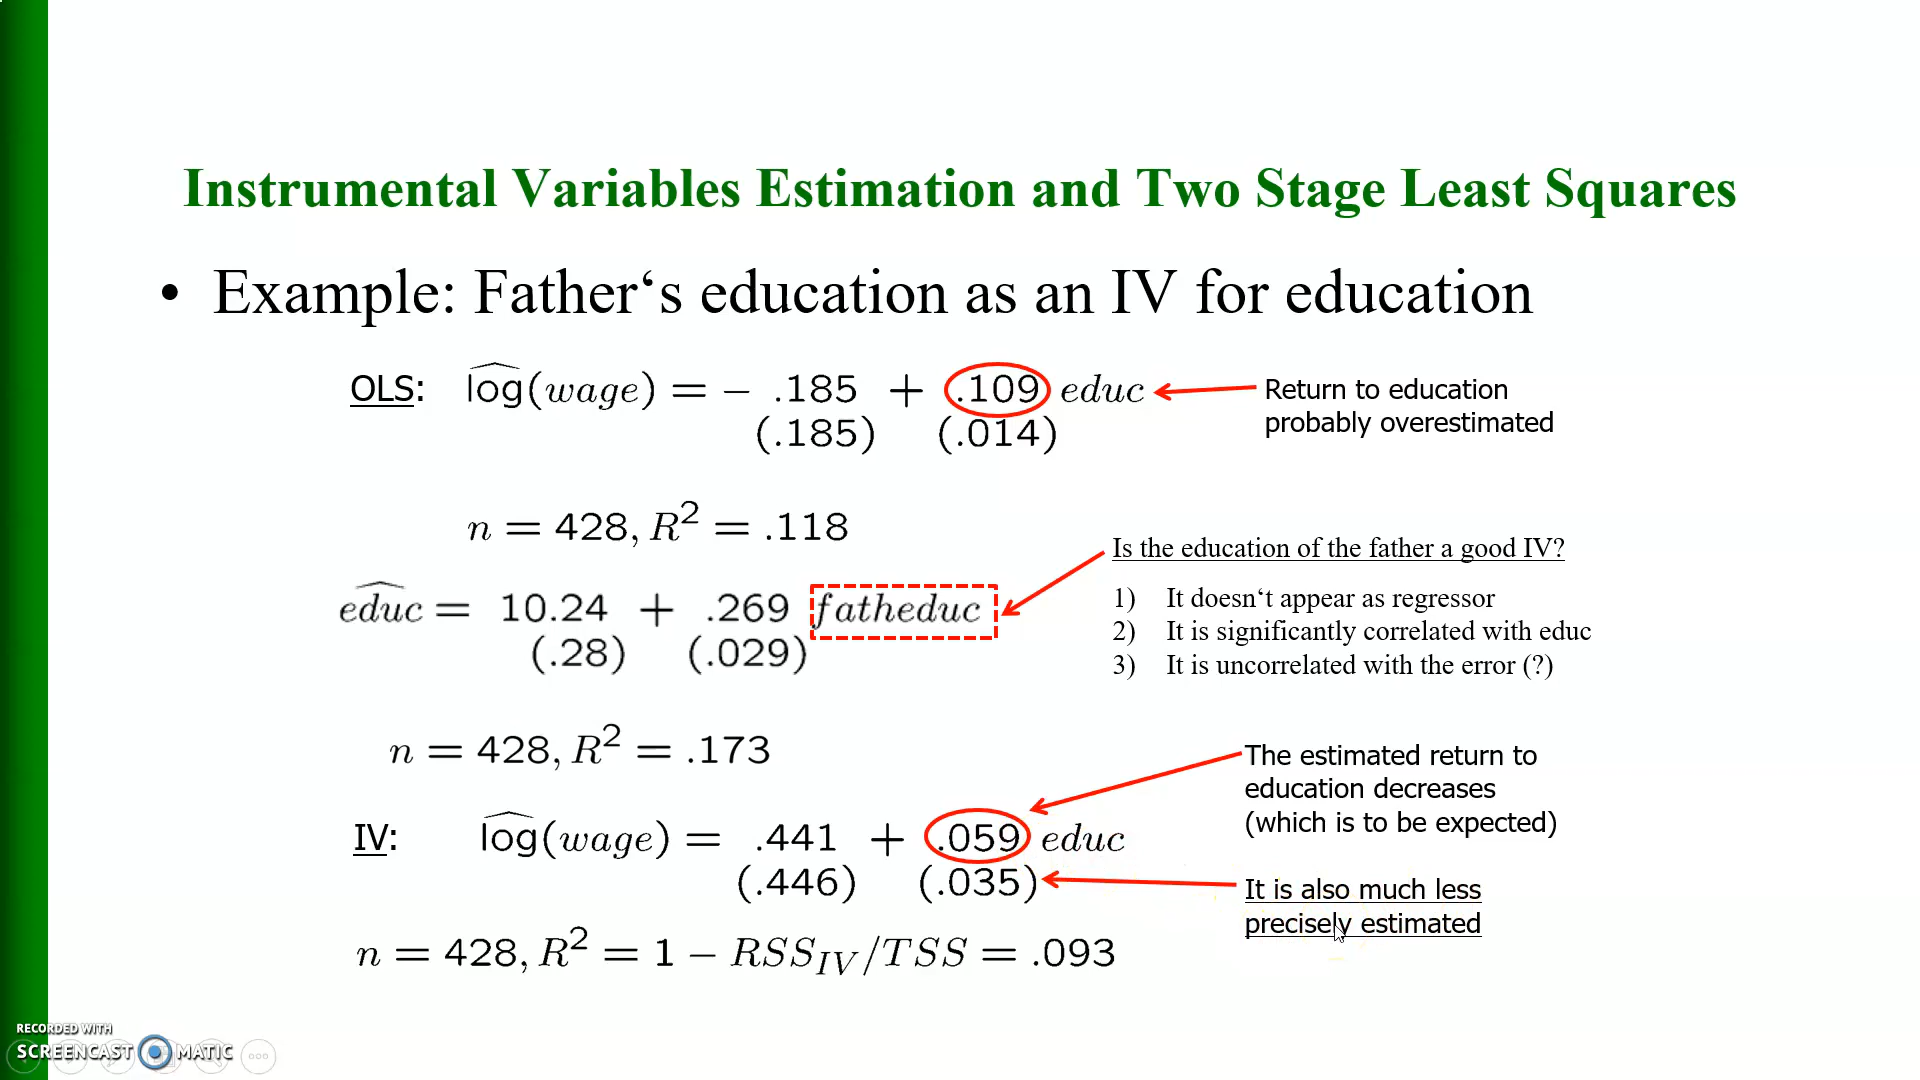 Instrumental Variables Estimation and Two Stage Least Squares
• Example: Father‘s education as an IV for education
OLS: \widehat{log}(wage) = − .185 + .109 educ
(.185) (.014)
Return to education
probably overestimated
n = 428, R² = .118
\widehat{educ} = 10.24 + .269 fatheduc
(.28) (.029)
Is the education of the father a good IV?
1) It doesn‘t appear as regressor
2) It is significantly correlated with educ
3) It is uncorrelated with the error (?)
n = 428, R² = .173
The estimated return to
education decreases
(which is to be expected)
IV: \widehat{log}(wage) = .441 + .059 educ
(.446) (.035)
It is also much less
precisely estimated
n = 428, R² = 1 − RSS_{IV}/TSS = .093
RECORDED WITH
SCREENCAST MATIC